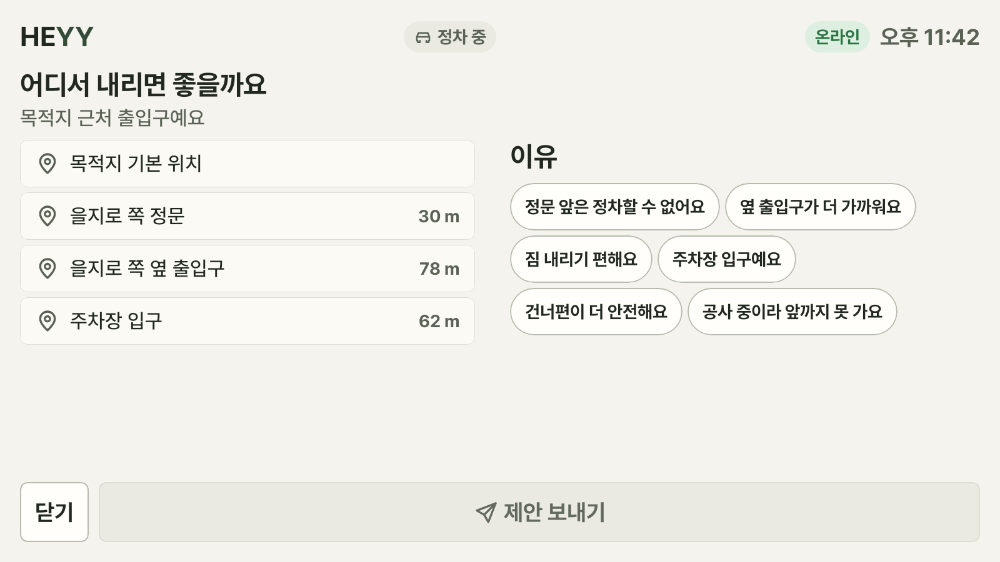 HEYY
정차 중
온라인
오후 11:42
어디서 내리면 좋을까요
목적지 근처 출입구예요
목적지 기본 위치
을지로 쪽 정문 30 m
을지로 쪽 옆 출입구 78 m
주차장 입구 62 m
이유
정문 앞은 정차할 수 없어요 옆 출입구가 더 가까워요
짐 내리기 편해요 주차장 입구예요
건너편이 더 안전해요 공사 중이라 앞까지 못 가요
닫기
제안 보내기